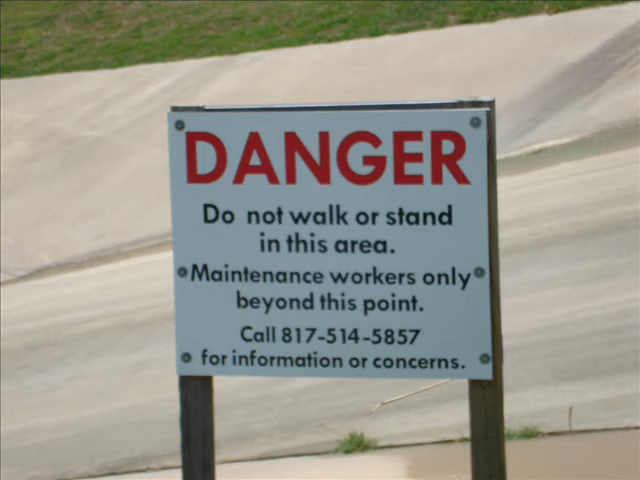 DANGER
Do not walk or stand
in this area.
Maintenance workers only
beyond this point.
Call 817-514-5857
for information or concerns.